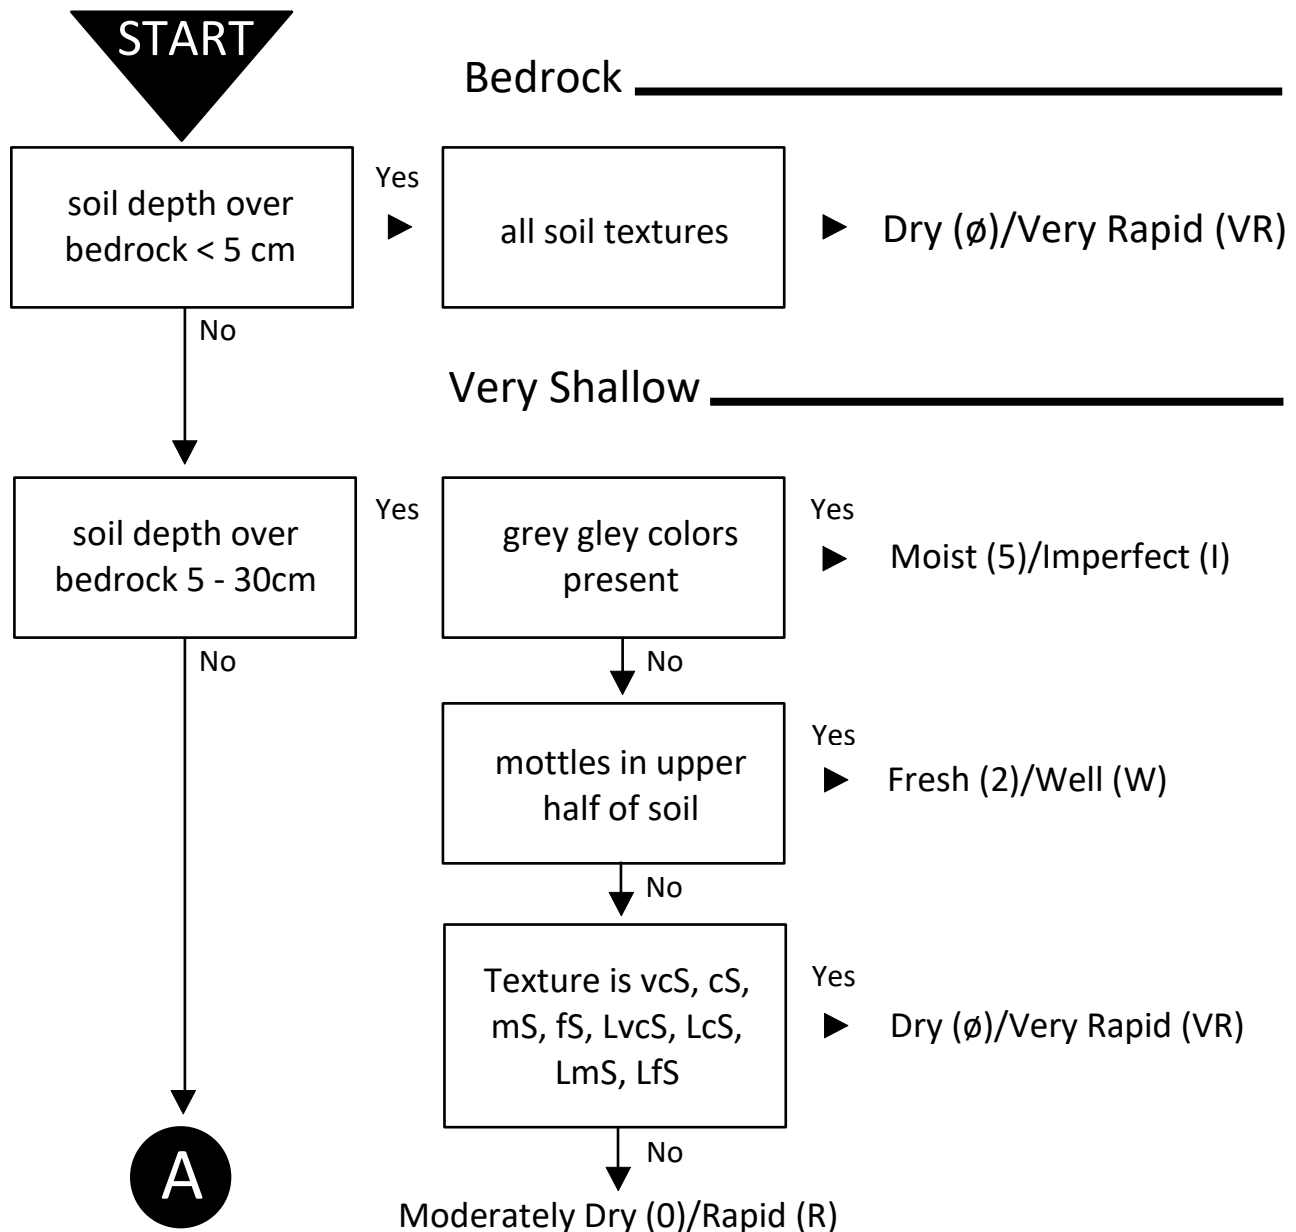 START
Bedrock
soil depth over
bedrock < 5 cm
Yes
all soil textures
Dry (ø)/Very Rapid (VR)
No
Very Shallow
soil depth over
bedrock 5 - 30cm
Yes
grey gley colors
present
Yes
Moist (5)/Imperfect (I)
No
No
mottles in upper
half of soil
Yes
Fresh (2)/Well (W)
No
Texture is vcS, cS,
mS, fS, LvcS, LcS,
LmS, LfS
Yes
Dry (ø)/Very Rapid (VR)
No
A
Moderately Dry (0)/Rapid (R)